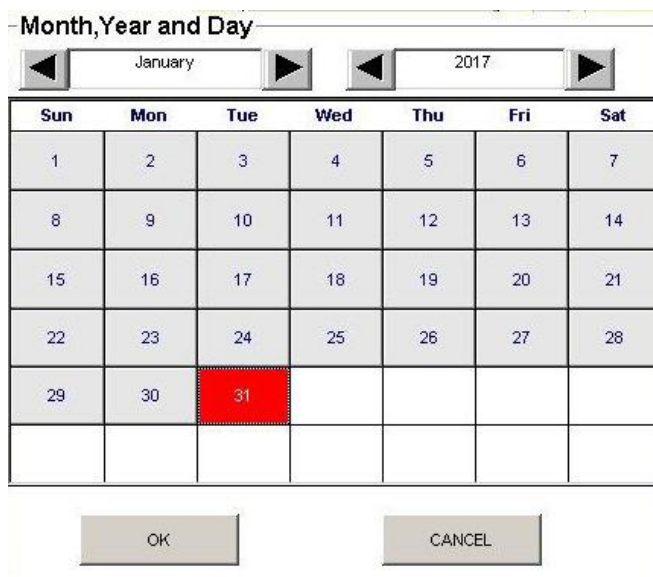 Month,Year and Day
January 2017
Sun Mon Tue Wed Thu Fri Sat
1 2 3 4 5 6 7
8 9 10 11 12 13 14
15 16 17 18 19 20 21
22 23 24 25 26 27 28
29 30 31
OK CANCEL